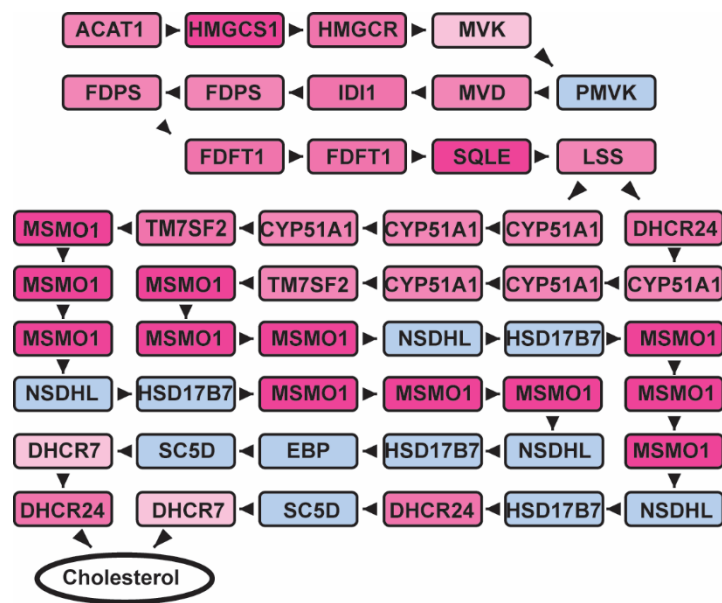 ACAT1 HMGCS1 HMGCR MVK
FDPS FDPS IDI1 MVD PMVK
FDFT1 FDFT1 SQLE LSS
MSMO1 TM7SF2 CYP51A1 CYP51A1 CYP51A1 DHCR24
MSMO1 MSMO1 TM7SF2 CYP51A1 CYP51A1 CYP51A1
MSMO1 MSMO1 MSMO1 NSDHL HSD17B7 MSMO1
NSDHL HSD17B7 MSMO1 MSMO1 MSMO1 MSMO1
DHCR7 SC5D EBP HSD17B7 NSDHL MSMO1
DHCR24 DHCR7 SC5D DHCR24 HSD17B7 NSDHL
Cholesterol